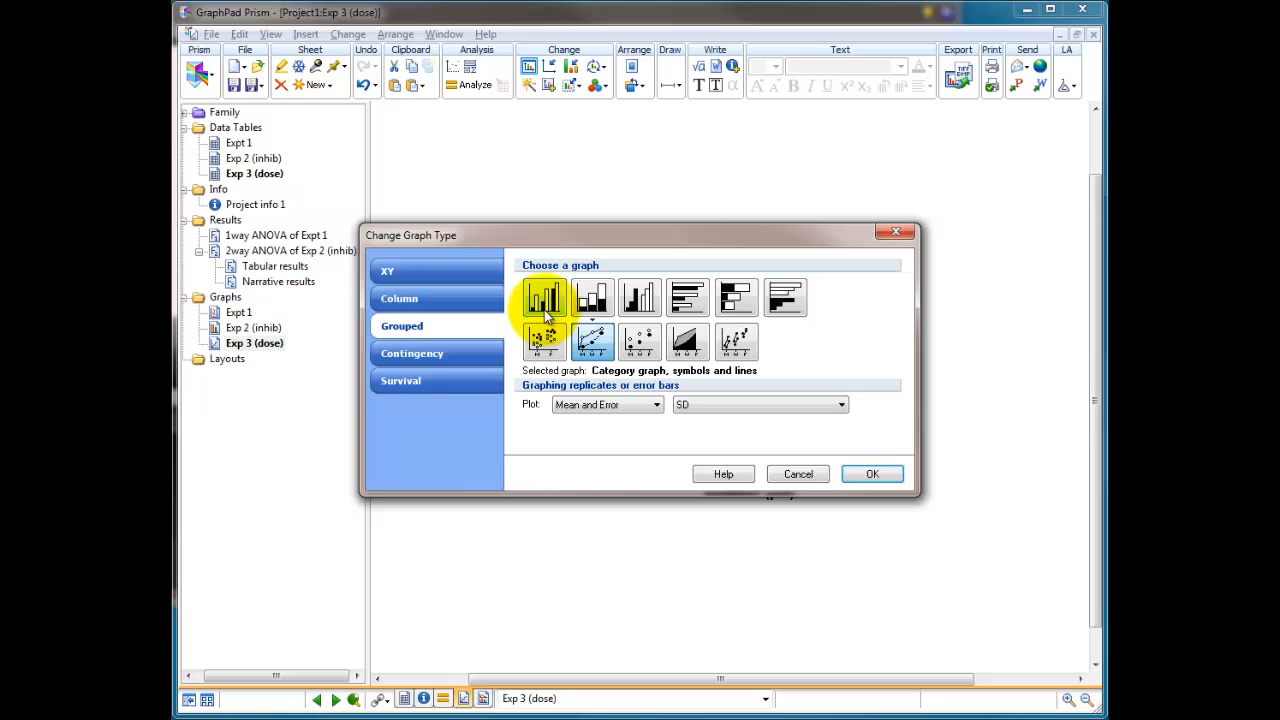 GraphPad Prism - [Project1:Exp 3 (dose)]
File Edit View Insert Change Arrange Window Help
Prism File Sheet Undo Clipboard Analysis Change Arrange Draw Write Text Export Print Send LA
New
Analyze
Family
Data Tables
Expt 1
Exp 2 (inhib)
Exp 3 (dose)
Info
Project info 1
Results
1way ANOVA of Expt 1
2way ANOVA of Exp 2 (inhib)
Tabular results
Narrative results
Graphs
Expt 1
Exp 2 (inhib)
Exp 3 (dose)
Layouts
Change Graph Type
XY
Column
Grouped
Contingency
Survival
Choose a graph
Selected graph: Category graph, symbols and lines
Graphing replicates or error bars
Plot: Mean and Error SD
Help Cancel OK
Exp 3 (dose)